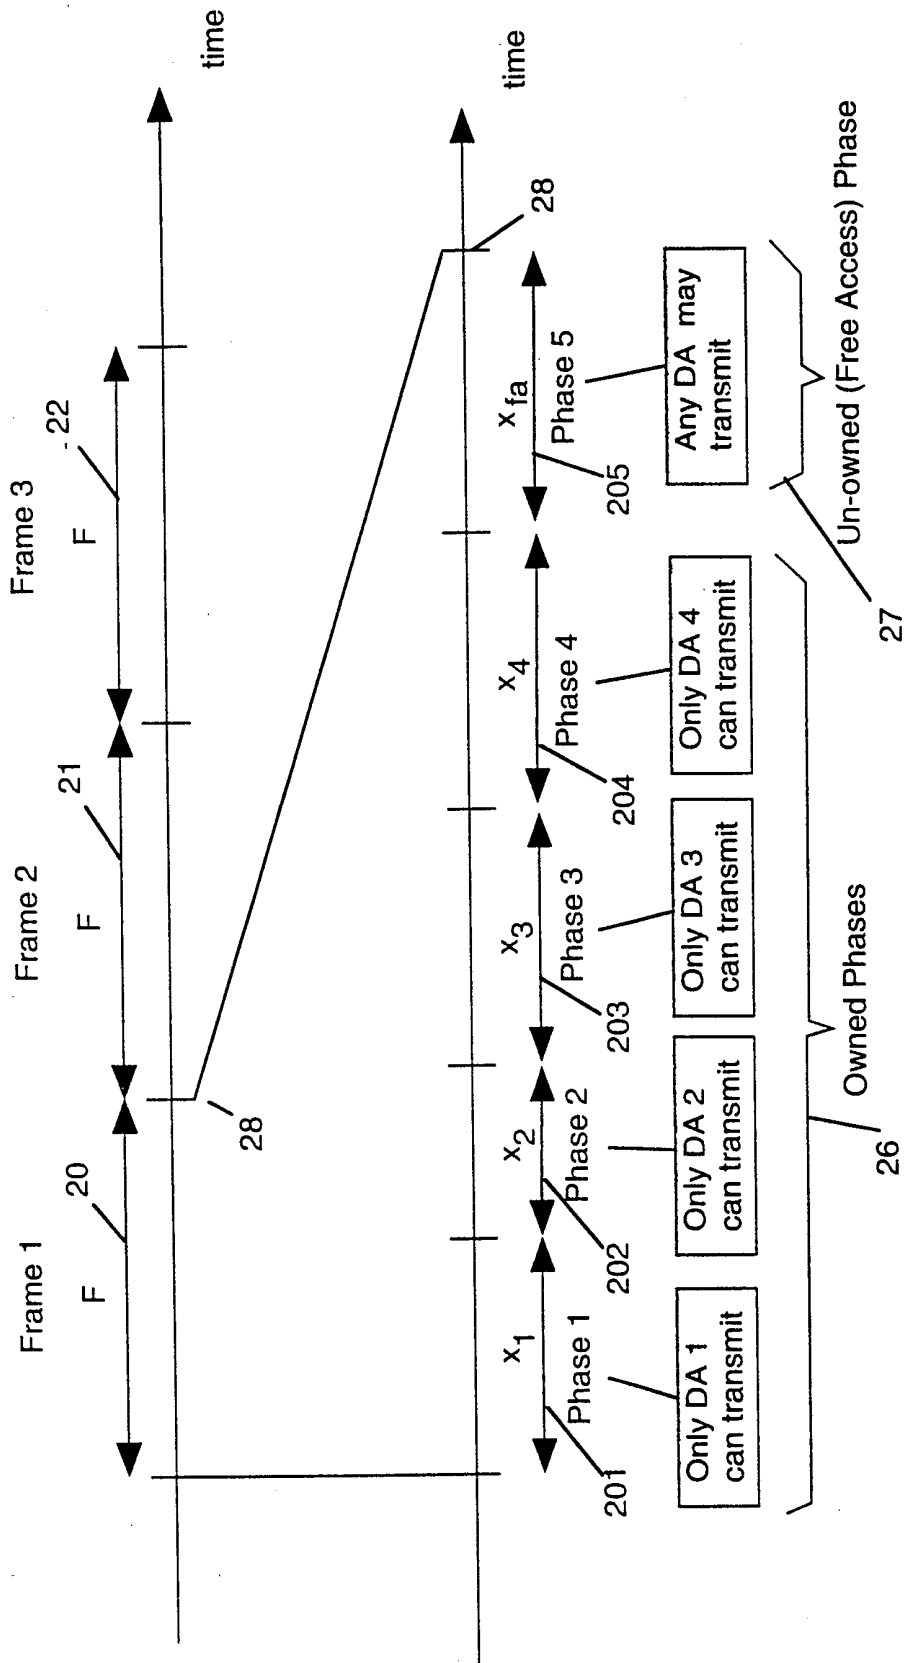 Frame 1
Frame 2
Frame 3
20
21
22
F
F
F
time
28
time
28
x1
x2
x3
x4
xfa
Phase 1
Phase 2
Phase 3
Phase 4
Phase 5
201
202
203
204
205
Only DA 1
can transmit
Only DA 2
can transmit
Only DA 3
can transmit
Only DA 4
can transmit
Any DA may
transmit
Owned Phases
26
Un-owned (Free Access) Phase
27